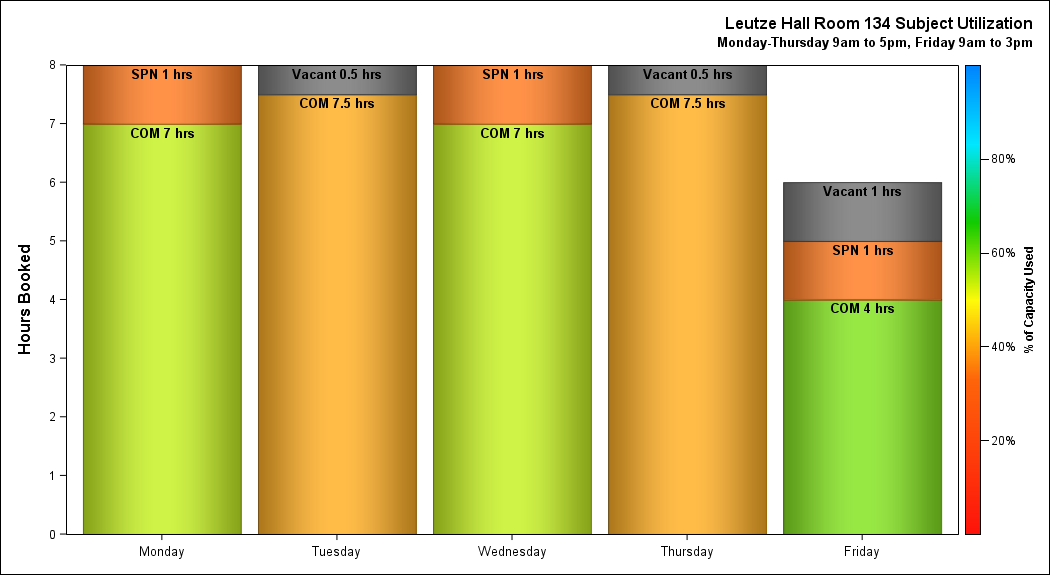 Leutze Hall Room 134 Subject Utilization
Monday-Thursday 9am to 5pm, Friday 9am to 3pm
Hours Booked
8
7
6
5
4
3
2
1
0
SPN 1 hrs
COM 7 hrs
Vacant 0.5 hrs
COM 7.5 hrs
SPN 1 hrs
COM 7 hrs
Vacant 0.5 hrs
COM 7.5 hrs
Vacant 1 hrs
SPN 1 hrs
COM 4 hrs
Monday
Tuesday
Wednesday
Thursday
Friday
80%
60%
40%
20%
% of Capacity Used